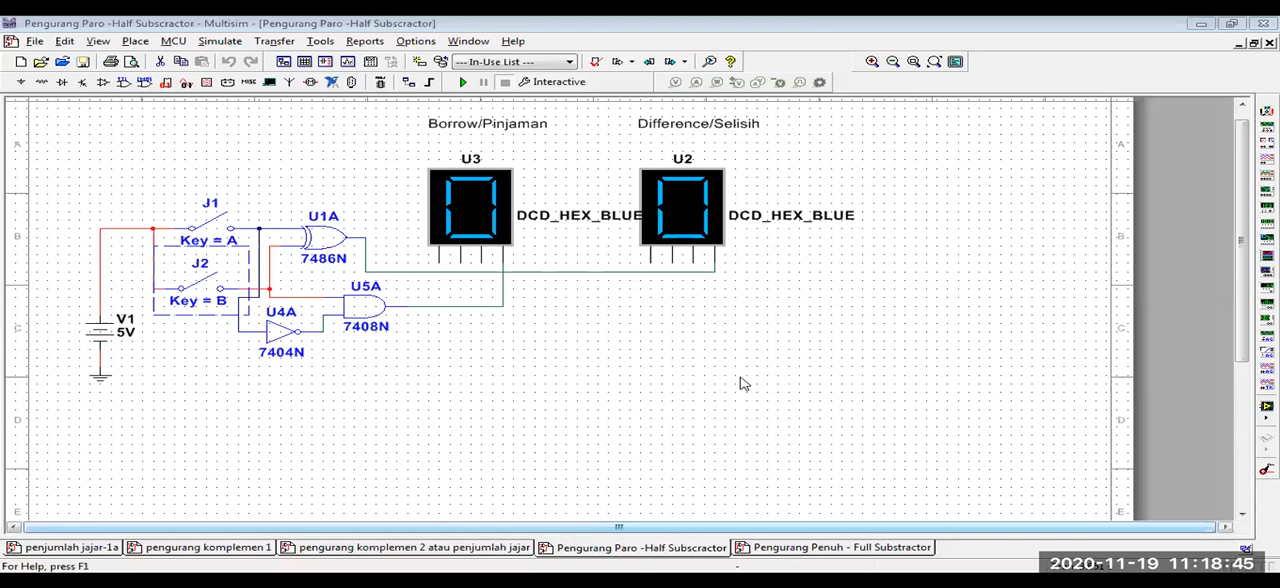 Pengurang Paro -Half Subscractor - Multisim - [Pengurang Paro -Half Subscractor]
File Edit View Place MCU Simulate Transfer Tools Reports Options Window Help
--- In-Use List ---
Interactive
Borrow/Pinjaman Difference/Selisih
U3 U2
A A
DCD_HEX_BLUE DCD_HEX_BLUE
J1
U1A
B B
Key = A
7486N
J2
U5A
Key = B
U4A
V1
5V
7408N
C C
7404N
D D
E E
penjumlah jajar-1a pengurang komplemen 1 pengurang komplemen 2 atau penjumlah jajar Pengurang Paro -Half Subscractor Pengurang Penuh - Full Substractor
For Help, press F1 - 2020-11-19 11:18:45